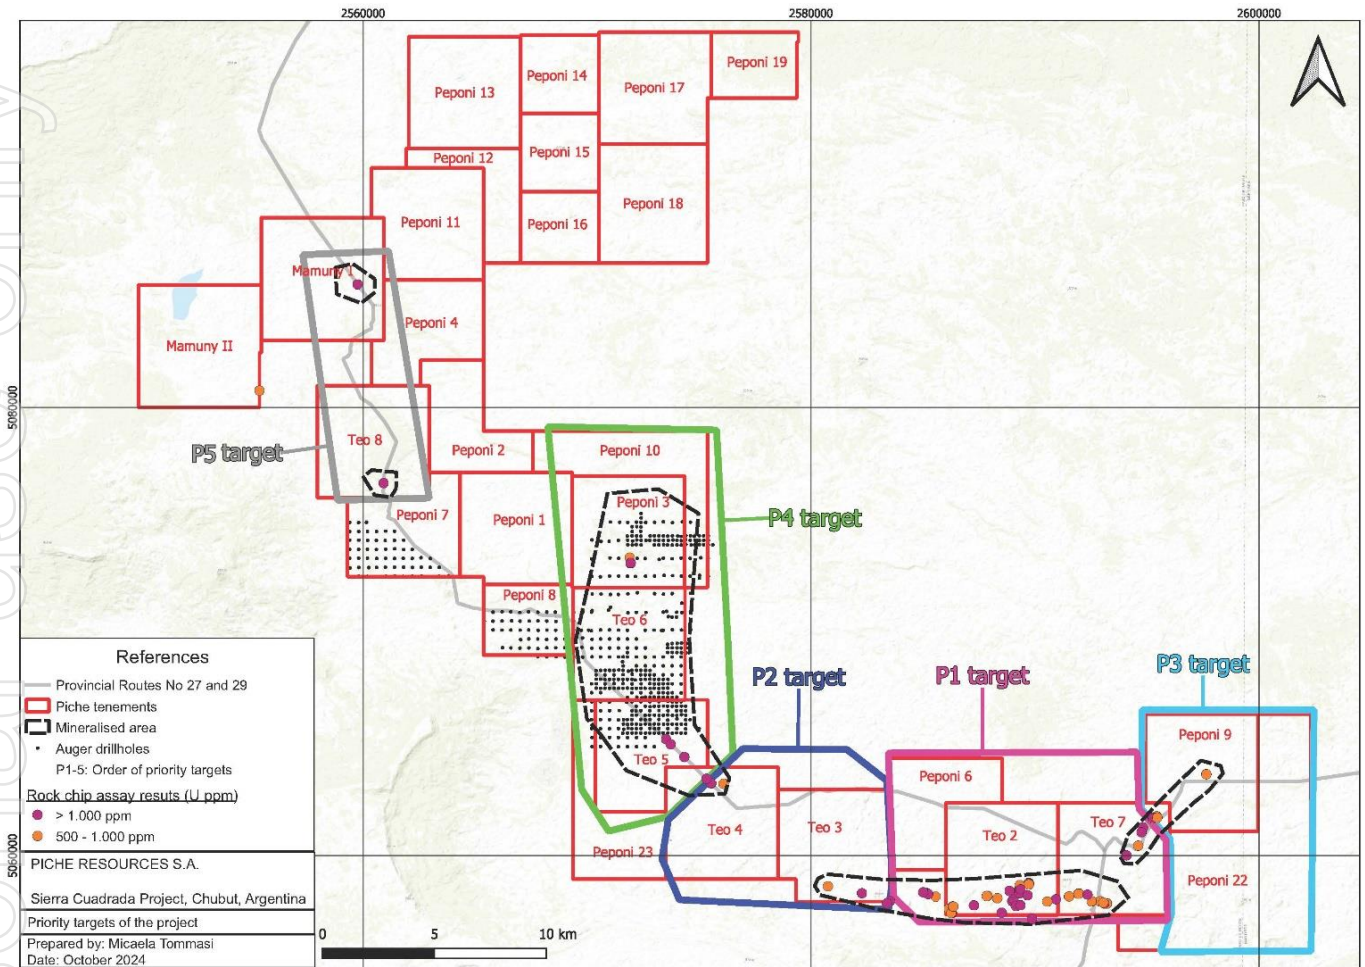 2560000
2580000
2600000
Peponi 19
Peponi 14
Peponi 17
Peponi 13
Peponi 15
Peponi 12
Peponi 18
Peponi 11
Peponi 16
Mamuny I
Peponi 4
Mamuny II
5080000
Teo 8
P5 target
Peponi 2
Peponi 10
Peponi 3
Peponi 7
Peponi 1
P4 target
Peponi 8
Teo 6
P3 target
P2 target
P1 target
Peponi 9
Teo 5
Peponi 6
Teo 4
Teo 3
Teo 2
Teo 7
Peponi 23
5060000
Peponi 22
References
Provincial Routes No 27 and 29
Piche tenements
Mineralised area
Auger drillholes
P1-5: Order of priority targets
Rock chip assay resuts (U ppm)
> 1.000 ppm
500 - 1.000 ppm
PICHE RESOURCES S.A.
Sierra Cuadrada Project, Chubut, Argentina
Priority targets of the project
Prepared by: Micaela Tommasi
Date: October 2024
0 5 10 km